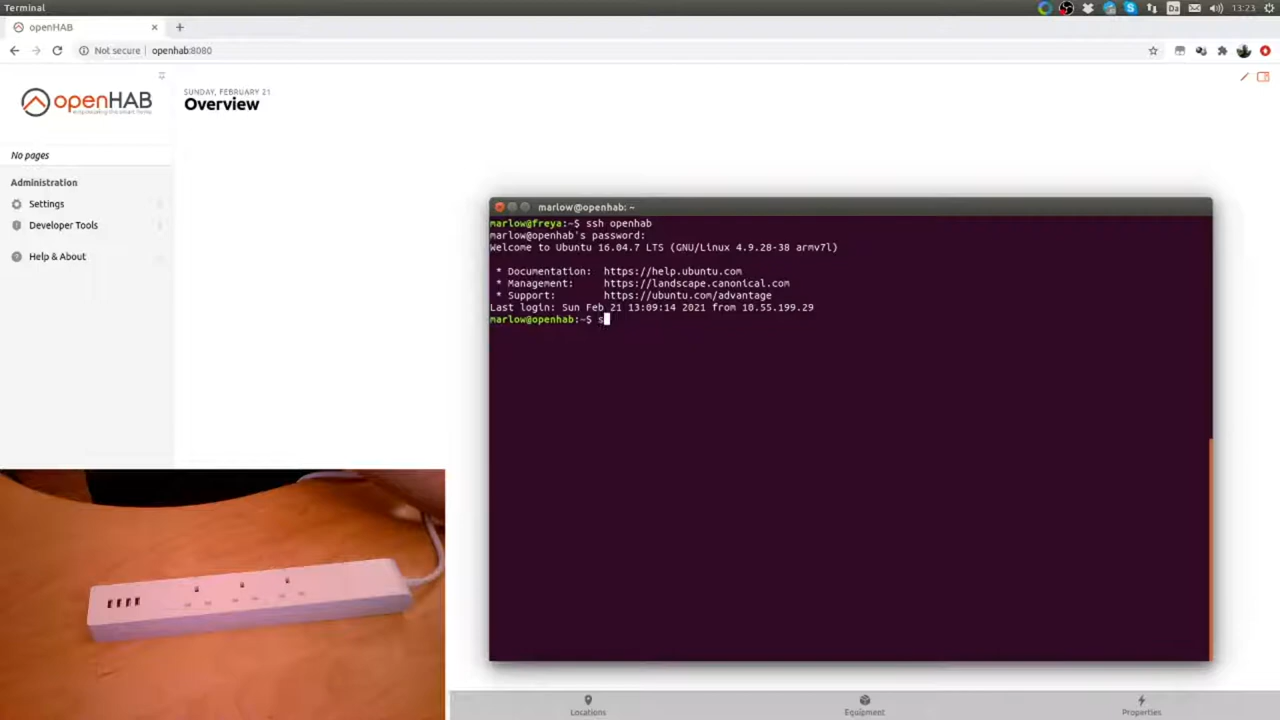 Terminal
Da
13:23
openHAB
Not secure
openhab:8080
openHAB
SUNDAY, FEBRUARY 21
Overview
No pages
Administration
Settings
Developer Tools
Help & About
marlow@openhab: ~
marlow@freya:~$ ssh openhab
marlow@openhab's password:
Welcome to Ubuntu 16.04.7 LTS (GNU/Linux 4.9.28-38 armv7l)
* Documentation: https://help.ubuntu.com
* Management: https://landscape.canonical.com
* Support: https://ubuntu.com/advantage
Last login: Sun Feb 21 13:09:14 2021 from 10.55.199.29
marlow@openhab:~$ s
Locations
Equipment
Properties